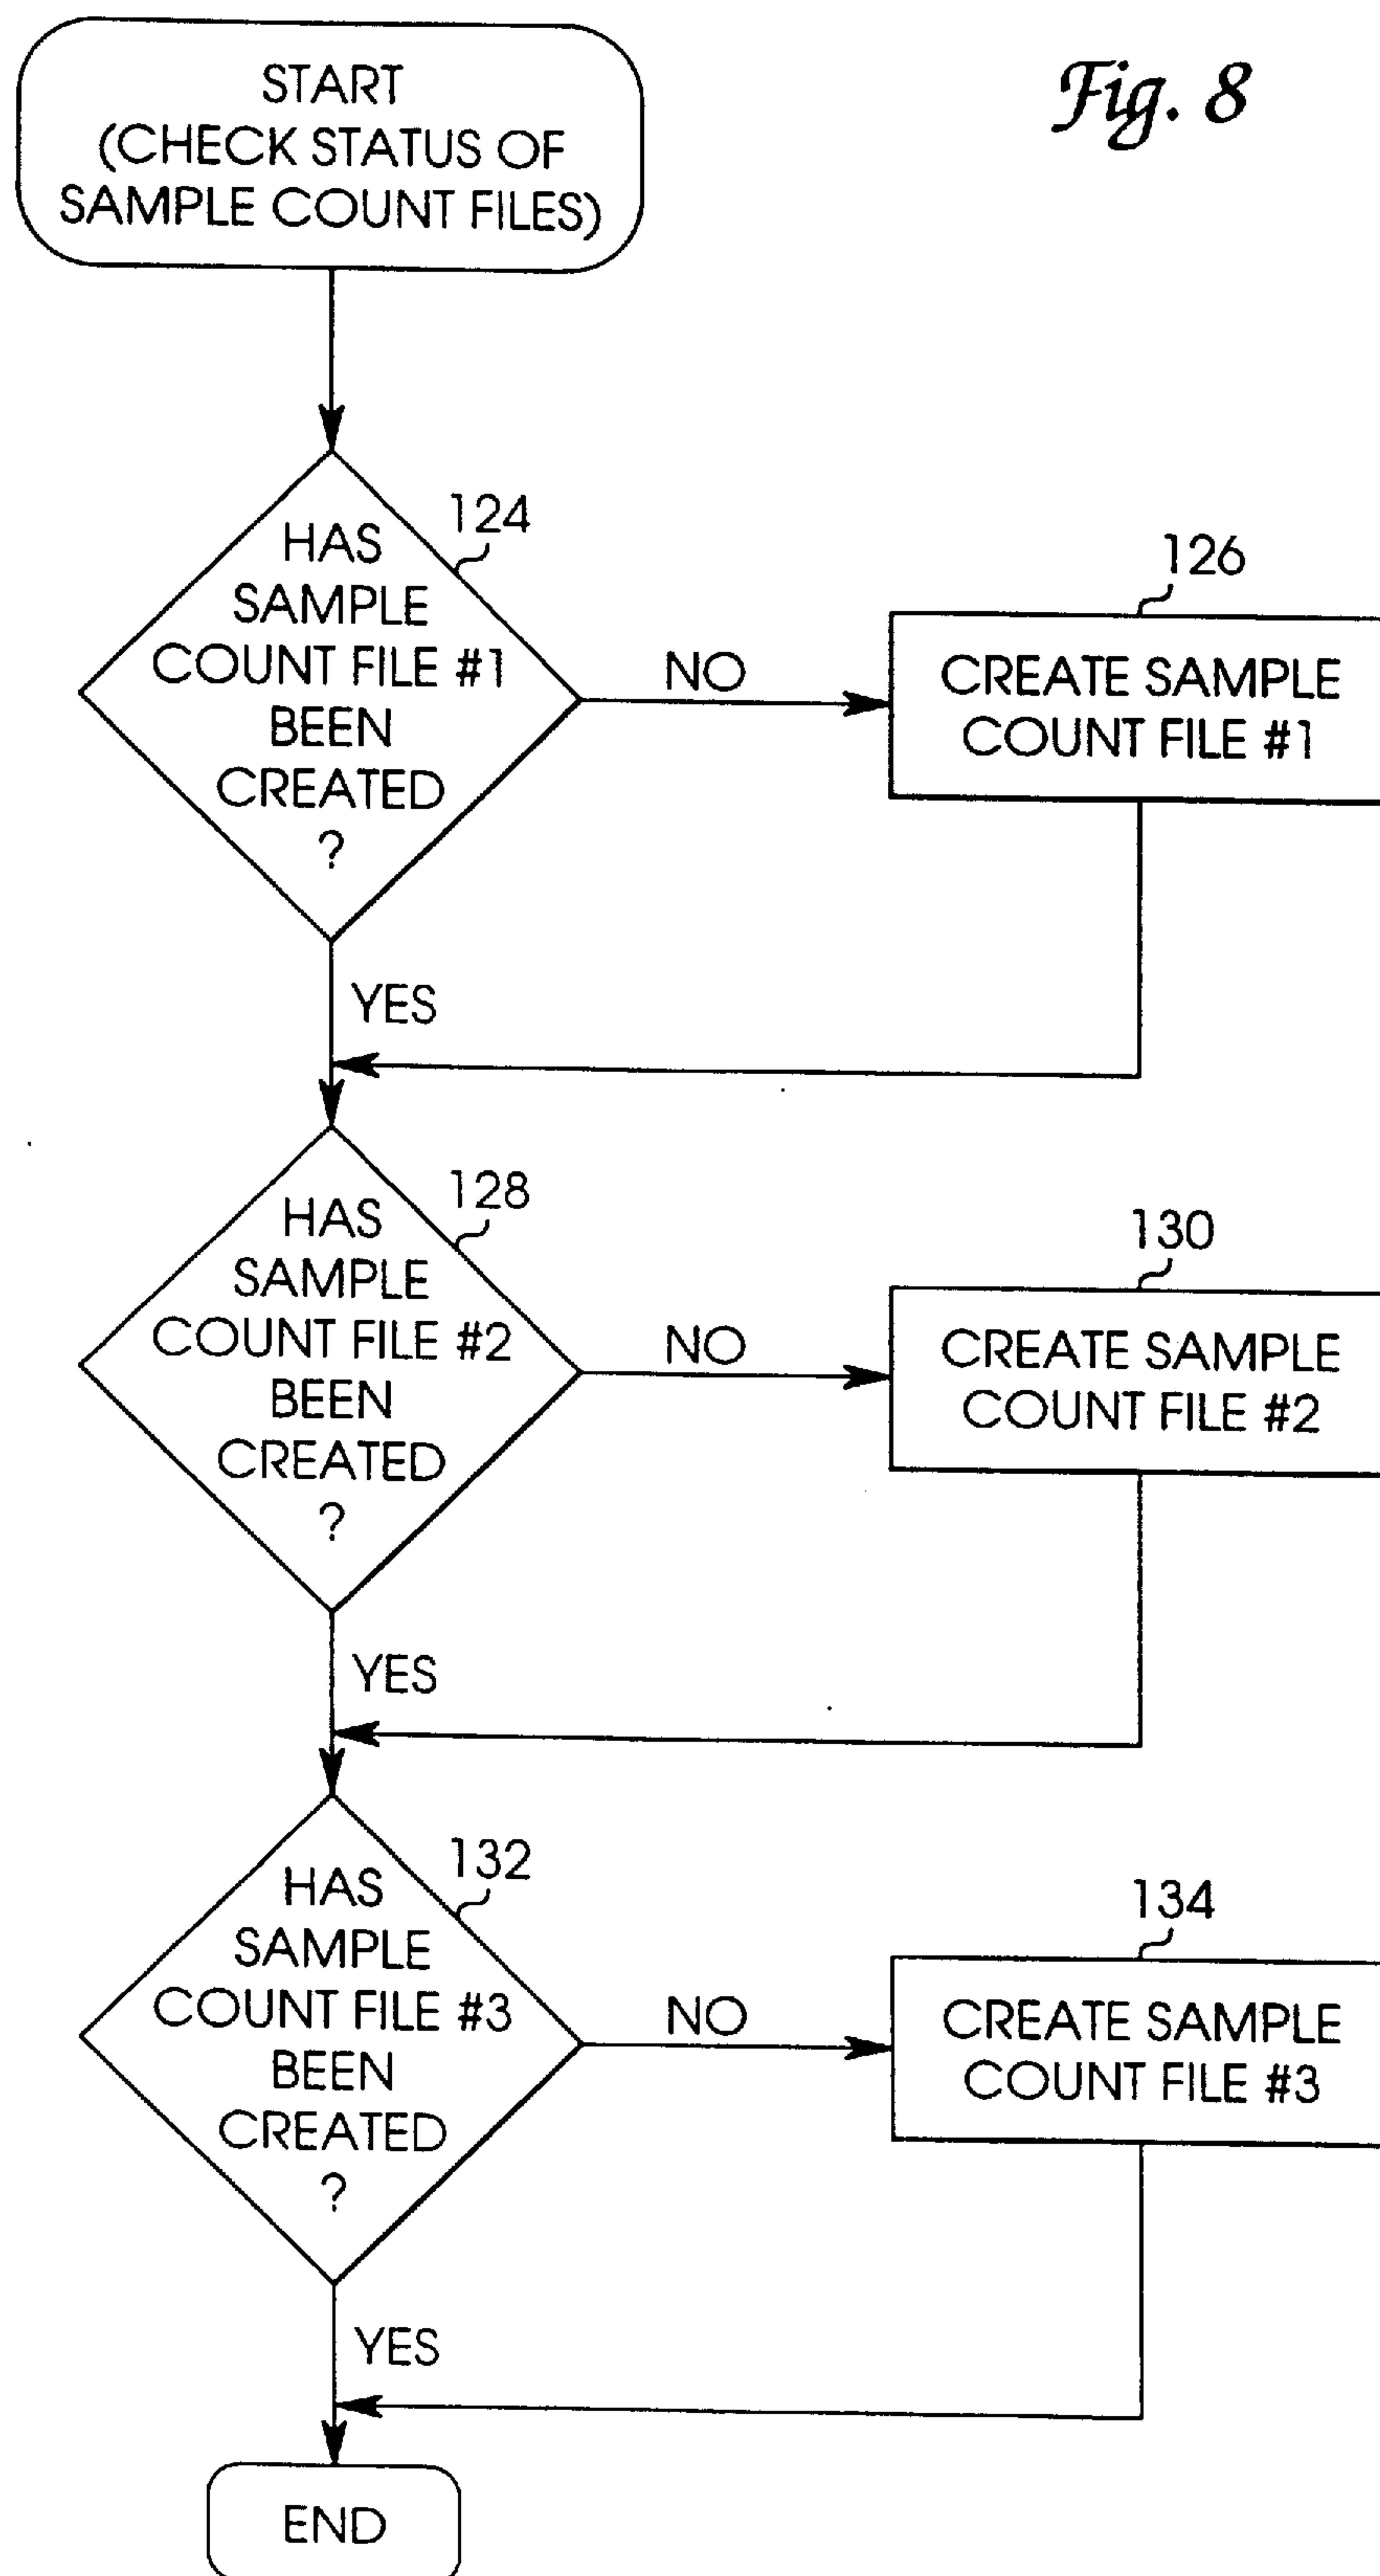 Fig. 8
START
(CHECK STATUS OF
SAMPLE COUNT FILES)
124
HAS
SAMPLE
COUNT FILE #1
BEEN
CREATED
?
NO
126
CREATE SAMPLE
COUNT FILE #1
YES
128
HAS
SAMPLE
COUNT FILE #2
BEEN
CREATED
?
NO
130
CREATE SAMPLE
COUNT FILE #2
YES
132
HAS
SAMPLE
COUNT FILE #3
BEEN
CREATED
?
NO
134
CREATE SAMPLE
COUNT FILE #3
YES
END